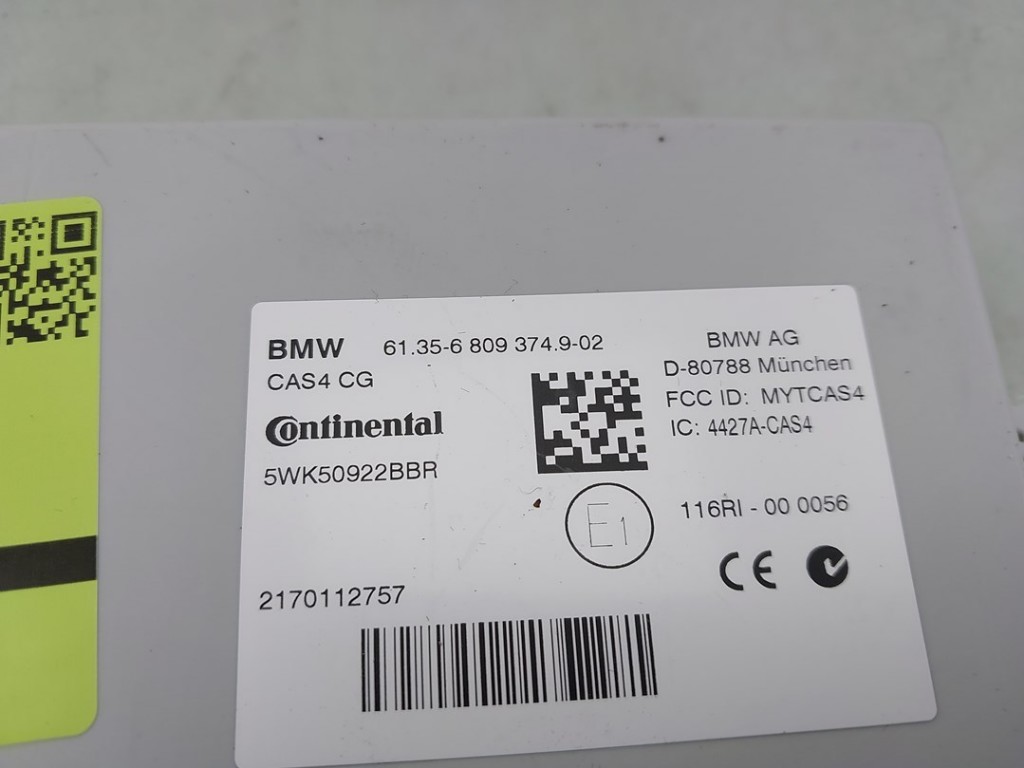 BMW 61.35-6 809 374.9-02
CAS4 CG
Continental
5WK50922BBR
BMW AG
D-80788 München
FCC ID: MYTCAS4
IC: 4427A-CAS4
E1
116RI - 00 0056
CE
2170112757